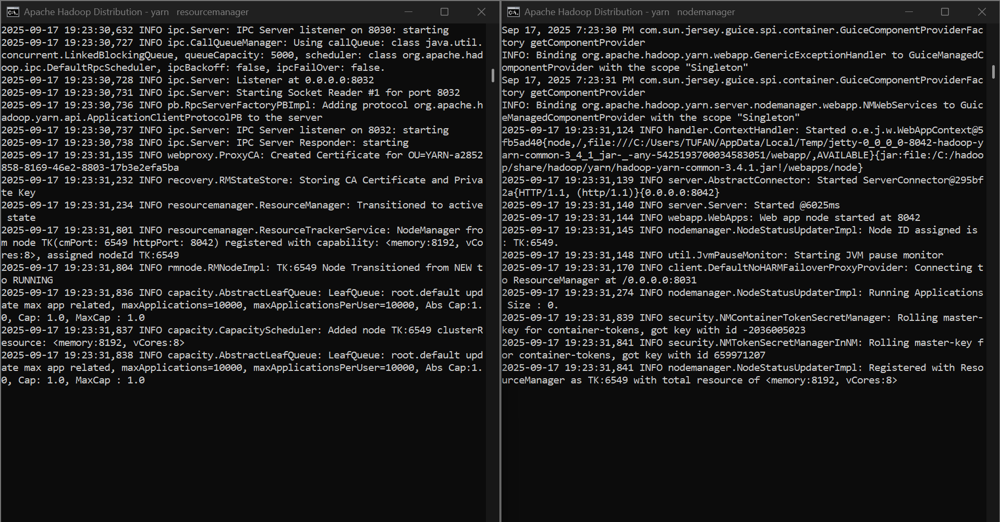 Apache Hadoop Distribution - yarn   resourcemanager
2025-09-17 19:23:30,632 INFO ipc.Server: IPC Server listener on 8030: starting
2025-09-17 19:23:30,727 INFO ipc.CallQueueManager: Using callQueue: class java.util.
concurrent.LinkedBlockingQueue, queueCapacity: 5000, scheduler: class org.apache.had
oop.ipc.DefaultRpcScheduler, ipcBackoff: false, ipcFailOver: false.
2025-09-17 19:23:30,728 INFO ipc.Server: Listener at 0.0.0.0:8032
2025-09-17 19:23:30,731 INFO ipc.Server: Starting Socket Reader #1 for port 8032
2025-09-17 19:23:30,736 INFO pb.RpcServerFactoryPBImpl: Adding protocol org.apache.h
adoop.yarn.api.ApplicationClientProtocolPB to the server
2025-09-17 19:23:30,737 INFO ipc.Server: IPC Server listener on 8032: starting
2025-09-17 19:23:30,738 INFO ipc.Server: IPC Server Responder: starting
2025-09-17 19:23:31,135 INFO webproxy.ProxyCA: Created Certificate for OU=YARN-a2852
858-8169-46e2-8803-17b3e2efa5ba
2025-09-17 19:23:31,232 INFO recovery.RMStateStore: Storing CA Certificate and Priva
te Key
2025-09-17 19:23:31,234 INFO resourcemanager.ResourceManager: Transitioned to active
 state
2025-09-17 19:23:31,801 INFO resourcemanager.ResourceTrackerService: NodeManager fro
m node TK(cmPort: 6549 httpPort: 8042) registered with capability: <memory:8192, vCo
res:8>, assigned nodeId TK:6549
2025-09-17 19:23:31,804 INFO rmnode.RMNodeImpl: TK:6549 Node Transitioned from NEW t
o RUNNING
2025-09-17 19:23:31,836 INFO capacity.AbstractLeafQueue: LeafQueue: root.default upd
ate max app related, maxApplications=10000, maxApplicationsPerUser=10000, Abs Cap:1.
0, Cap: 1.0, MaxCap : 1.0
2025-09-17 19:23:31,837 INFO capacity.CapacityScheduler: Added node TK:6549 clusterR
esource: <memory:8192, vCores:8>
2025-09-17 19:23:31,838 INFO capacity.AbstractLeafQueue: LeafQueue: root.default upd
ate max app related, maxApplications=10000, maxApplicationsPerUser=10000, Abs Cap:1.
0, Cap: 1.0, MaxCap : 1.0
Apache Hadoop Distribution - yarn   nodemanager
Sep 17, 2025 7:23:30 PM com.sun.jersey.guice.spi.container.GuiceComponentProviderFac
tory getComponentProvider
INFO: Binding org.apache.hadoop.yarn.webapp.GenericExceptionHandler to GuiceManagedC
omponentProvider with the scope "Singleton"
Sep 17, 2025 7:23:31 PM com.sun.jersey.guice.spi.container.GuiceComponentProviderFac
tory getComponentProvider
INFO: Binding org.apache.hadoop.yarn.server.nodemanager.webapp.NMWebServices to Guic
eManagedComponentProvider with the scope "Singleton"
2025-09-17 19:23:31,124 INFO handler.ContextHandler: Started o.e.j.w.WebAppContext@5
fb5ad40{node,/,file:///C:/Users/TUFAN/AppData/Local/Temp/jetty-0_0_0_0-8042-hadoop-y
arn-common-3_4_1_jar-_-any-5425193700034583051/webapp/,AVAILABLE}{jar:file:/C:/hadoo
p/share/hadoop/yarn/hadoop-yarn-common-3.4.1.jar!/webapps/node}
2025-09-17 19:23:31,139 INFO server.AbstractConnector: Started ServerConnector@295bf
2a{HTTP/1.1, (http/1.1)}{0.0.0.0:8042}
2025-09-17 19:23:31,140 INFO server.Server: Started @6025ms
2025-09-17 19:23:31,144 INFO webapp.WebApps: Web app node started at 8042
2025-09-17 19:23:31,145 INFO nodemanager.NodeStatusUpdaterImpl: Node ID assigned is
: TK:6549.
2025-09-17 19:23:31,148 INFO util.JvmPauseMonitor: Starting JVM pause monitor
2025-09-17 19:23:31,170 INFO client.DefaultNoHARMFailoverProxyProvider: Connecting t
o ResourceManager at /0.0.0.0:8031
2025-09-17 19:23:31,274 INFO nodemanager.NodeStatusUpdaterImpl: Running Applications
 Size : 0.
2025-09-17 19:23:31,839 INFO security.NMContainerTokenSecretManager: Rolling master-
key for container-tokens, got key with id -2036005023
2025-09-17 19:23:31,841 INFO security.NMTokenSecretManagerInNM: Rolling master-key f
or container-tokens, got key with id 659971207
2025-09-17 19:23:31,841 INFO nodemanager.NodeStatusUpdaterImpl: Registered with Reso
urceManager as TK:6549 with total resource of <memory:8192, vCores:8>